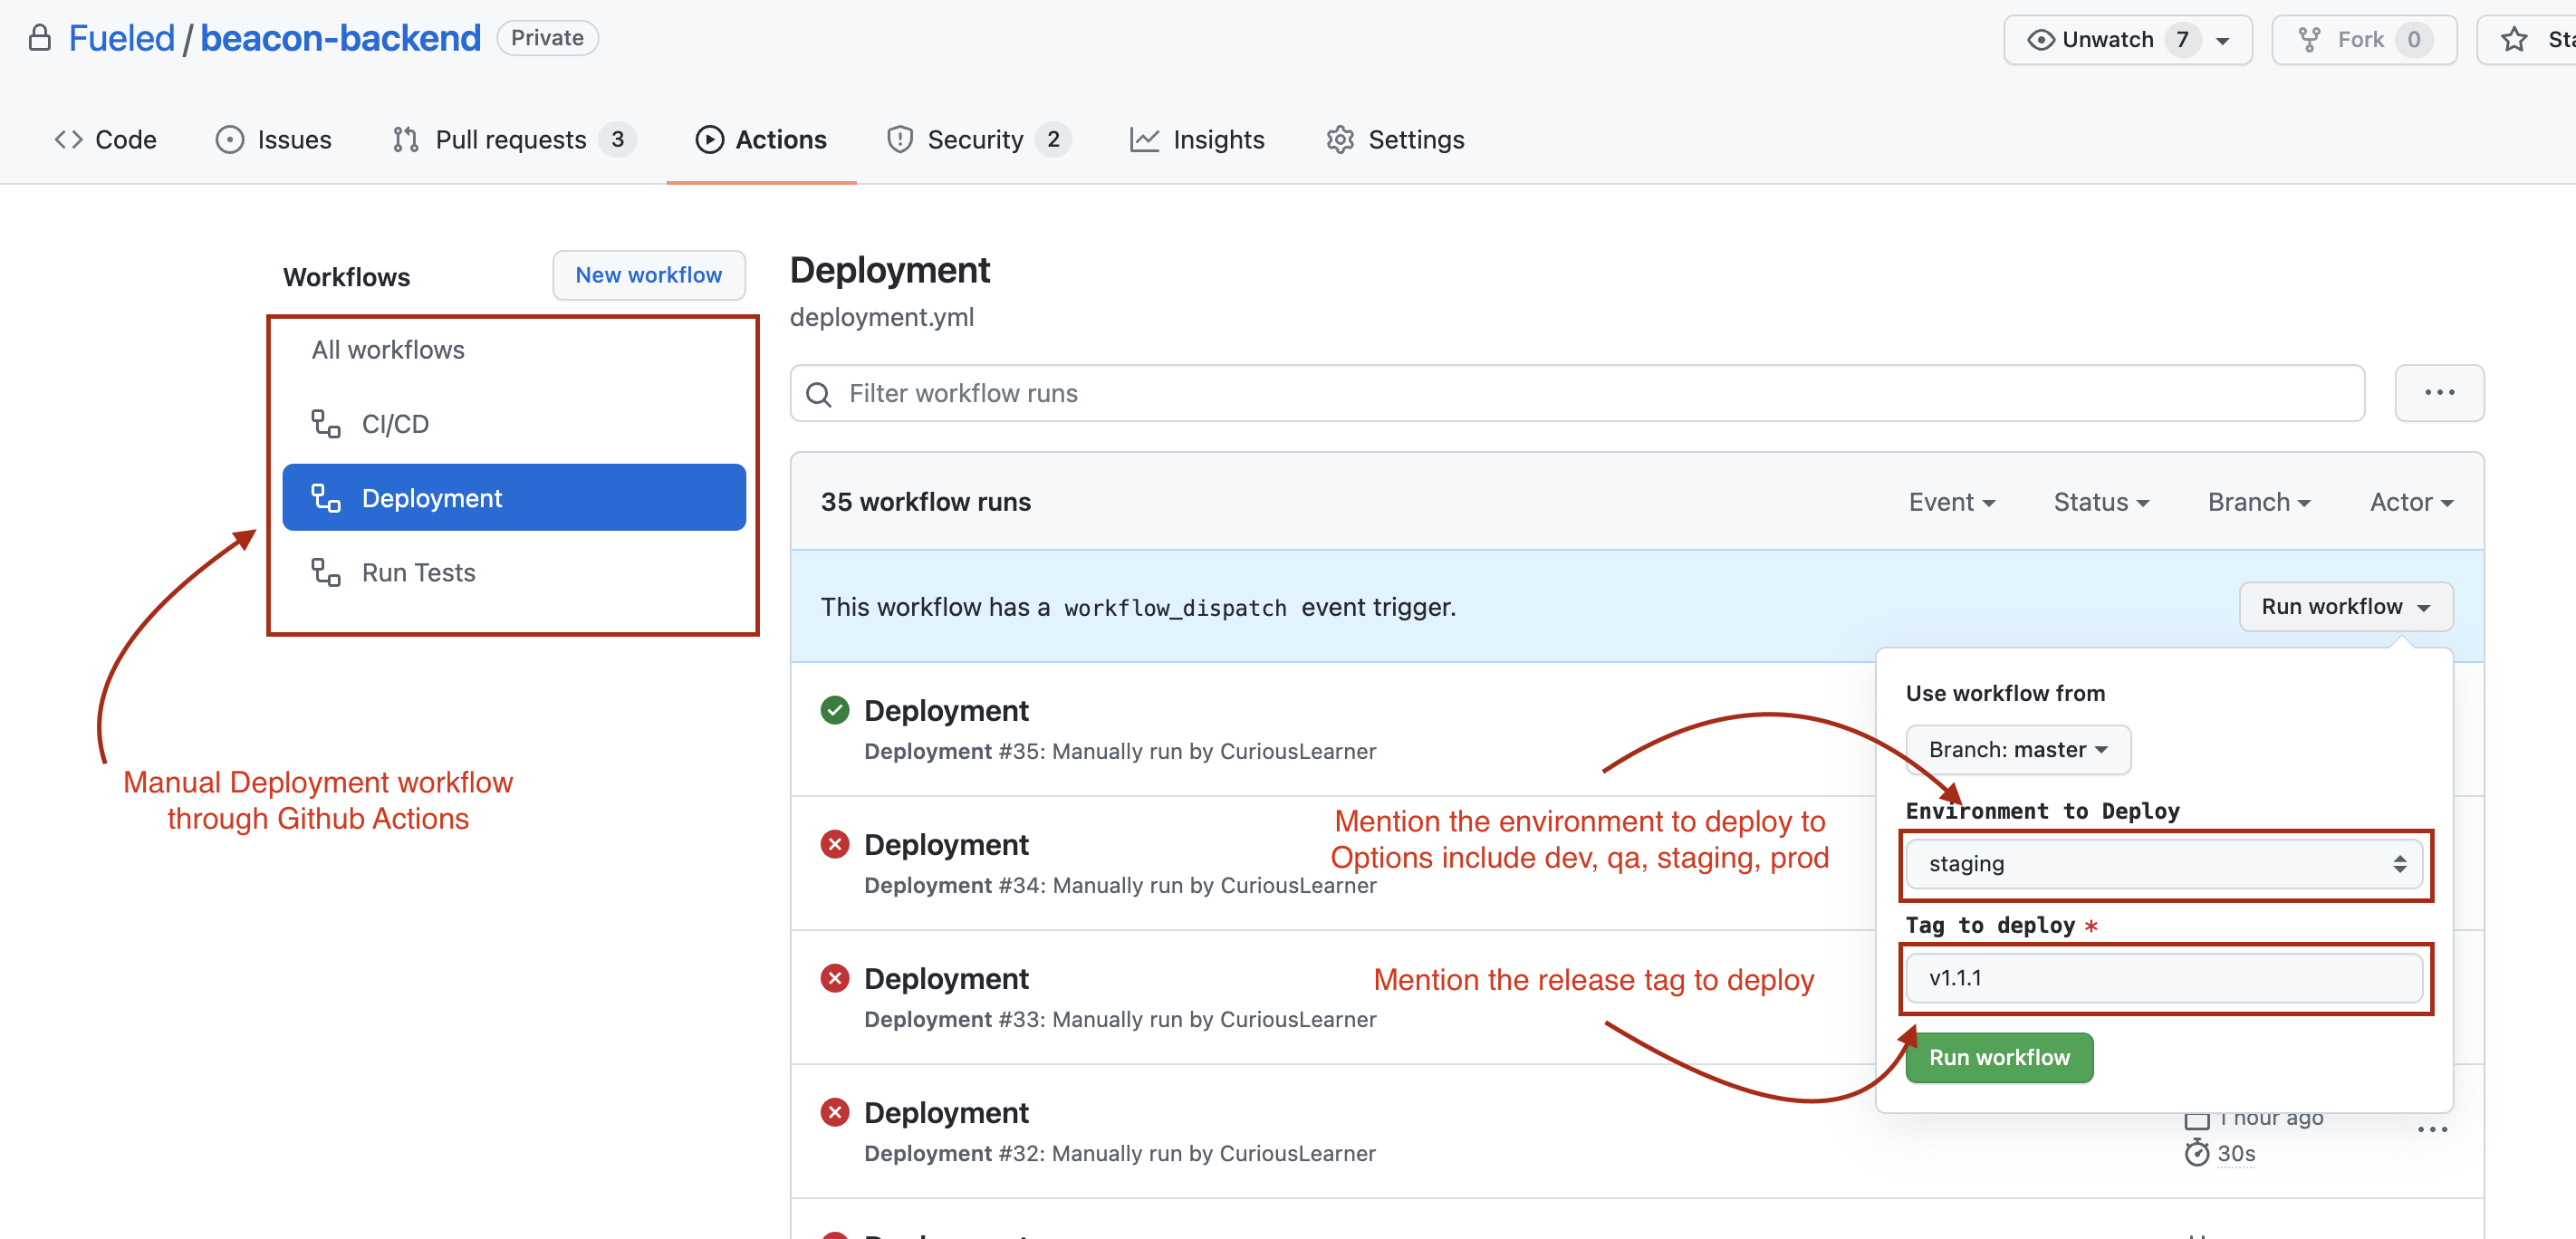 Fueled / beacon-backend Private
Unwatch 7
Fork 0
Code
Issues
Pull requests 3
Actions
Security 2
Insights
Settings
Workflows
New workflow
All workflows
CI/CD
Deployment
Run Tests
Manual Deployment workflow
through Github Actions
Deployment
deployment.yml
Filter workflow runs
35 workflow runs
Event
Status
Branch
Actor
This workflow has a workflow_dispatch event trigger.
Run workflow
Use workflow from
Branch: master
Environment to Deploy
staging
Tag to deploy *
v1.1.1
Run workflow
Deployment
Deployment #35: Manually run by CuriousLearner
Mention the environment to deploy to
Options include dev, qa, staging, prod
Deployment
Deployment #34: Manually run by CuriousLearner
Mention the release tag to deploy
Deployment
Deployment #33: Manually run by CuriousLearner
Deployment
Deployment #32: Manually run by CuriousLearner
1 hour ago
30s